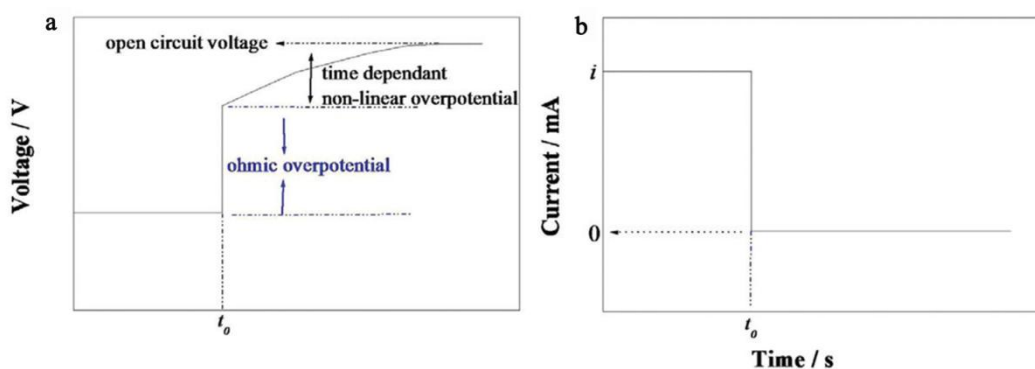 a
open circuit voltage
time dependant
non-linear overpotential
ohmic overpotential
Voltage / V
t₀
b
i
Current / mA
0
t₀
Time / s